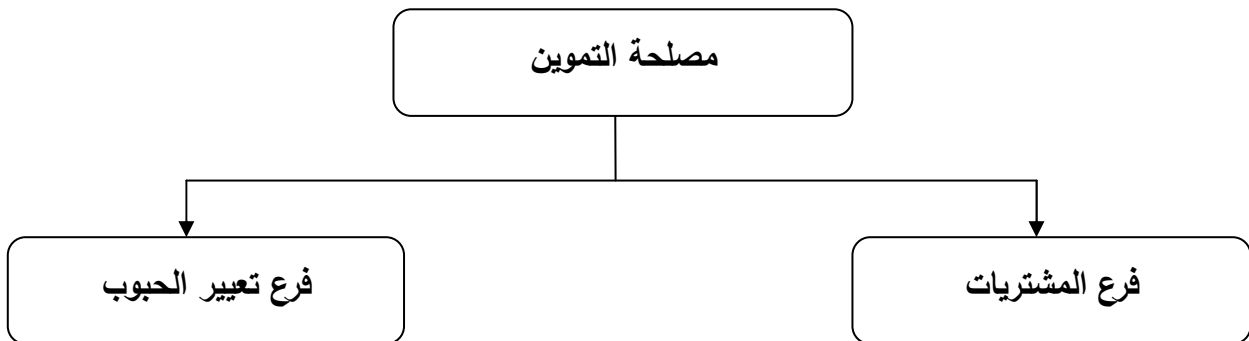 مصلحة التموين
فرع المشتريات
فرع تعيير الحبوب